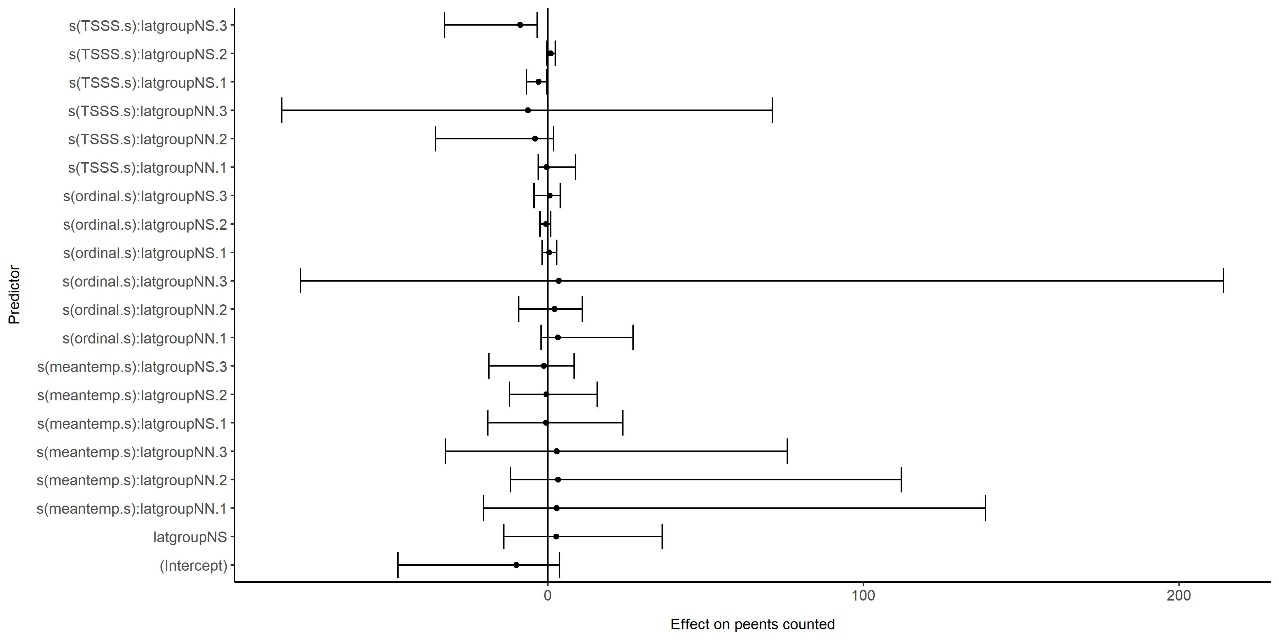 s(TSSS.s):latgroupNS.3
s(TSSS.s):latgroupNS.2
s(TSSS.s):latgroupNS.1
s(TSSS.s):latgroupNN.3
s(TSSS.s):latgroupNN.2
s(TSSS.s):latgroupNN.1
s(ordinal.s):latgroupNS.3
s(ordinal.s):latgroupNS.2
s(ordinal.s):latgroupNS.1
s(ordinal.s):latgroupNN.3
s(ordinal.s):latgroupNN.2
s(ordinal.s):latgroupNN.1
s(meantemp.s):latgroupNS.3
s(meantemp.s):latgroupNS.2
s(meantemp.s):latgroupNS.1
s(meantemp.s):latgroupNN.3
s(meantemp.s):latgroupNN.2
s(meantemp.s):latgroupNN.1
latgroupNS
(Intercept)
Predictor
0 100 200
Effect on peents counted